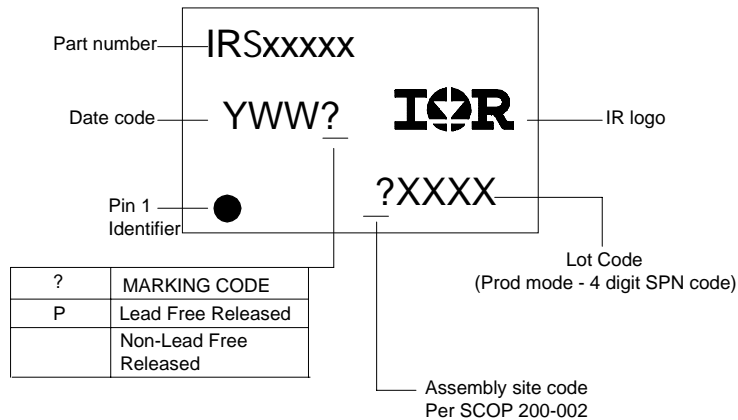 Part number
IRSxxxxx
Date code
YWW?
IOR
IR logo
?XXXX
Pin 1
Identifier
Lot Code
(Prod mode - 4 digit SPN code)
? MARKING CODE
P Lead Free Released
Non-Lead Free
Released
Assembly site code
Per SCOP 200-002